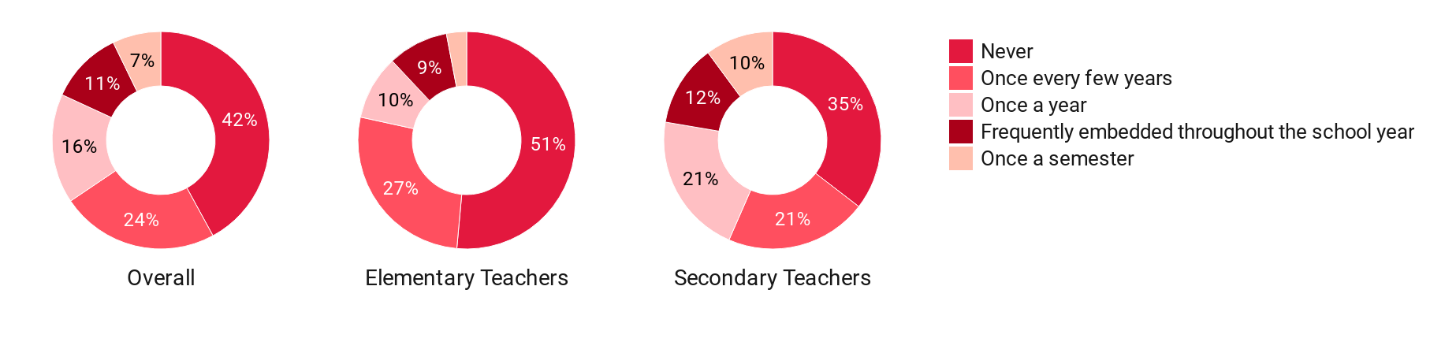 7%
11%
42%
16%
24%
Overall
9%
10%
51%
27%
Elementary Teachers
10%
35%
12%
21%
21%
Secondary Teachers
Never
Once every few years
Once a year
Frequently embedded throughout the school year
Once a semester